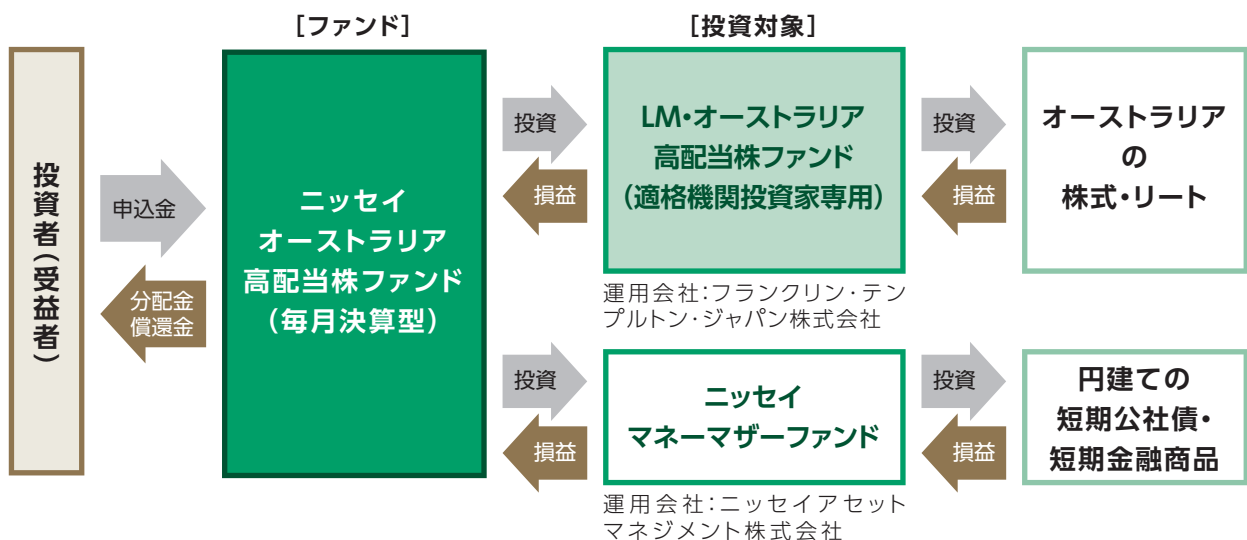 ［ファンド］
［投資対象］
投資者（受益者）
申込金
分配金
償還金
ニッセイ
オーストラリア
高配当株ファンド
（毎月決算型）
投資
損益
LM・オーストラリア
高配当株ファンド
（適格機関投資家専用）
運用会社：フランクリン・テン
プルトン・ジャパン株式会社
投資
損益
オーストラリア
の
株式・リート
投資
損益
ニッセイ
マネーマザーファンド
運用会社：ニッセイアセット
マネジメント株式会社
投資
損益
円建ての
短期公社債・
短期金融商品